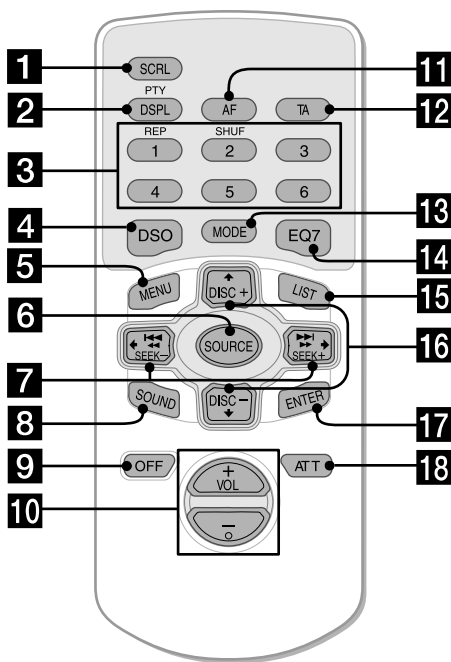 1 SCRL 11
PTY
2 DSPL AF TA 12
REP SHUF
3 1 2 3
4 5 6
4 DSO MODE EQ7 13
14
5 MENU DISC + LIST 15
6 SOURCE 16
7 SEEK– SEEK+
8 SOUND DISC – ENTER 17
9 OFF ATT 18
10 + VOL –